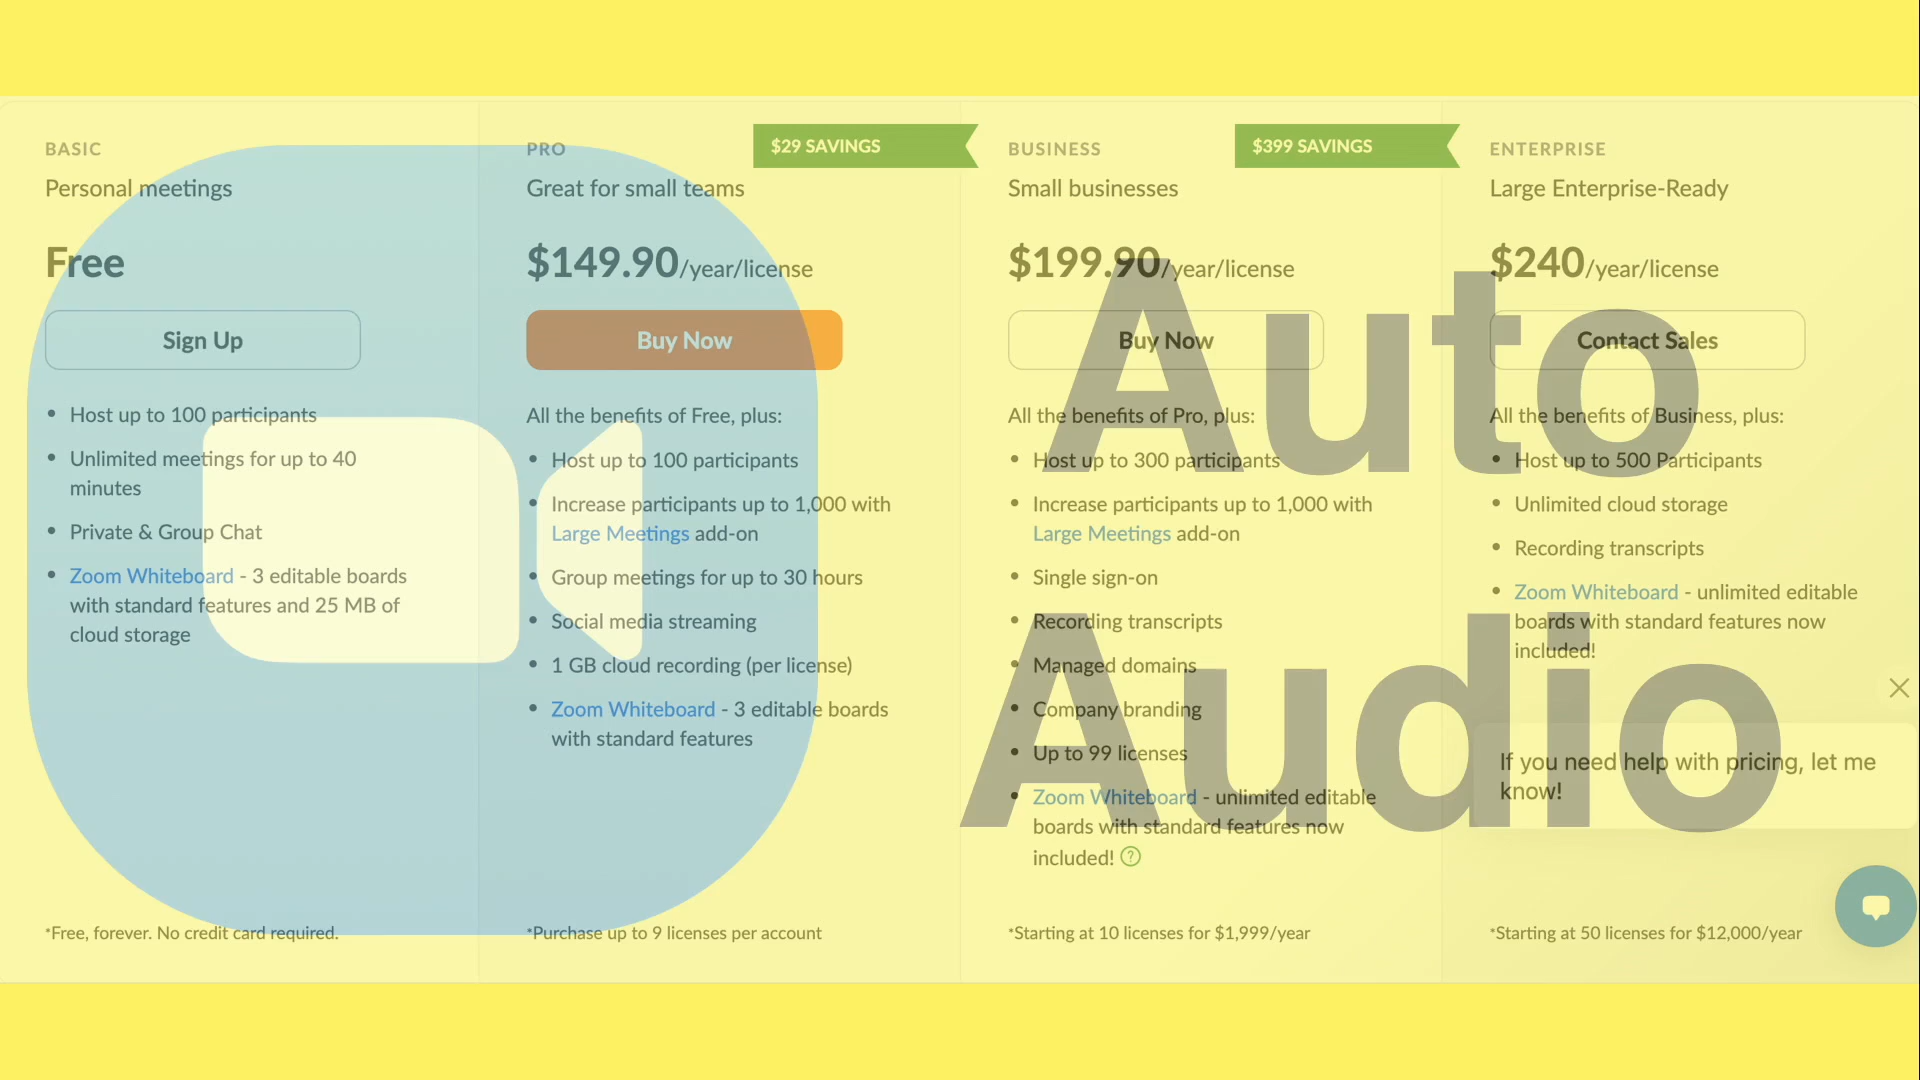 BASIC
Personal meetings
Free
Sign Up
Host up to 100 participants
Unlimited meetings for up to 40
minutes
Private & Group Chat
Zoom Whiteboard - 3 editable boards
with standard features and 25 MB of
cloud storage
*Free, forever. No credit card required.
PRO
$29 SAVINGS
Great for small teams
$149.90/year/license
Buy Now
All the benefits of Free, plus:
Host up to 100 participants
Increase participants up to 1,000 with
Large Meetings add-on
Group meetings for up to 30 hours
Social media streaming
1 GB cloud recording (per license)
Zoom Whiteboard - 3 editable boards
with standard features
*Purchase up to 9 licenses per account
BUSINESS
$399 SAVINGS
Small businesses
$199.90/year/license
Buy Now
All the benefits of Pro, plus:
Host up to 300 participants
Increase participants up to 1,000 with
Large Meetings add-on
Single sign-on
Recording transcripts
Managed domains
Company branding
Up to 99 licenses
Zoom Whiteboard - unlimited editable
boards with standard features now
included!
*Starting at 10 licenses for $1,999/year
ENTERPRISE
Large Enterprise-Ready
$240/year/license
Contact Sales
All the benefits of Business, plus:
Host up to 500 Participants
Unlimited cloud storage
Recording transcripts
Zoom Whiteboard - unlimited editable
boards with standard features now
included!
If you need help with pricing, let me
know!
*Starting at 50 licenses for $12,000/year
Auto
Audio